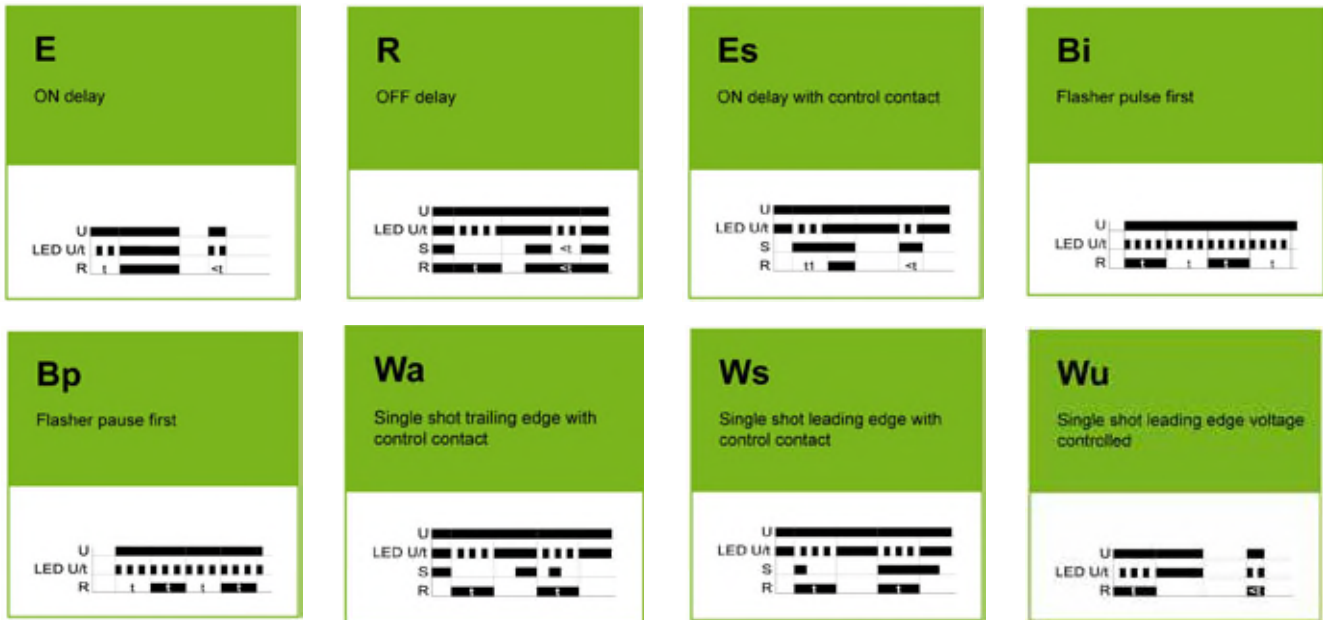 E
ON delay
U
LED U/t
R
t
<t
R
OFF delay
U
LED U/t
S
<t
R
t
<t
Es
ON delay with control contact
U
LED U/t
S
R
t1
<t
Bi
Flasher pulse first
U
LED U/t
R
t
t
t
t
Bp
Flasher pause first
U
LED U/t
R
t
t
t
t
Wa
Single shot trailing edge with
control contact
U
LED U/t
S
R
t
t
Ws
Single shot leading edge with
control contact
U
LED U/t
S
R
t
t
Wu
Single shot leading edge voltage
controlled
U
LED U/t
R
t
<t